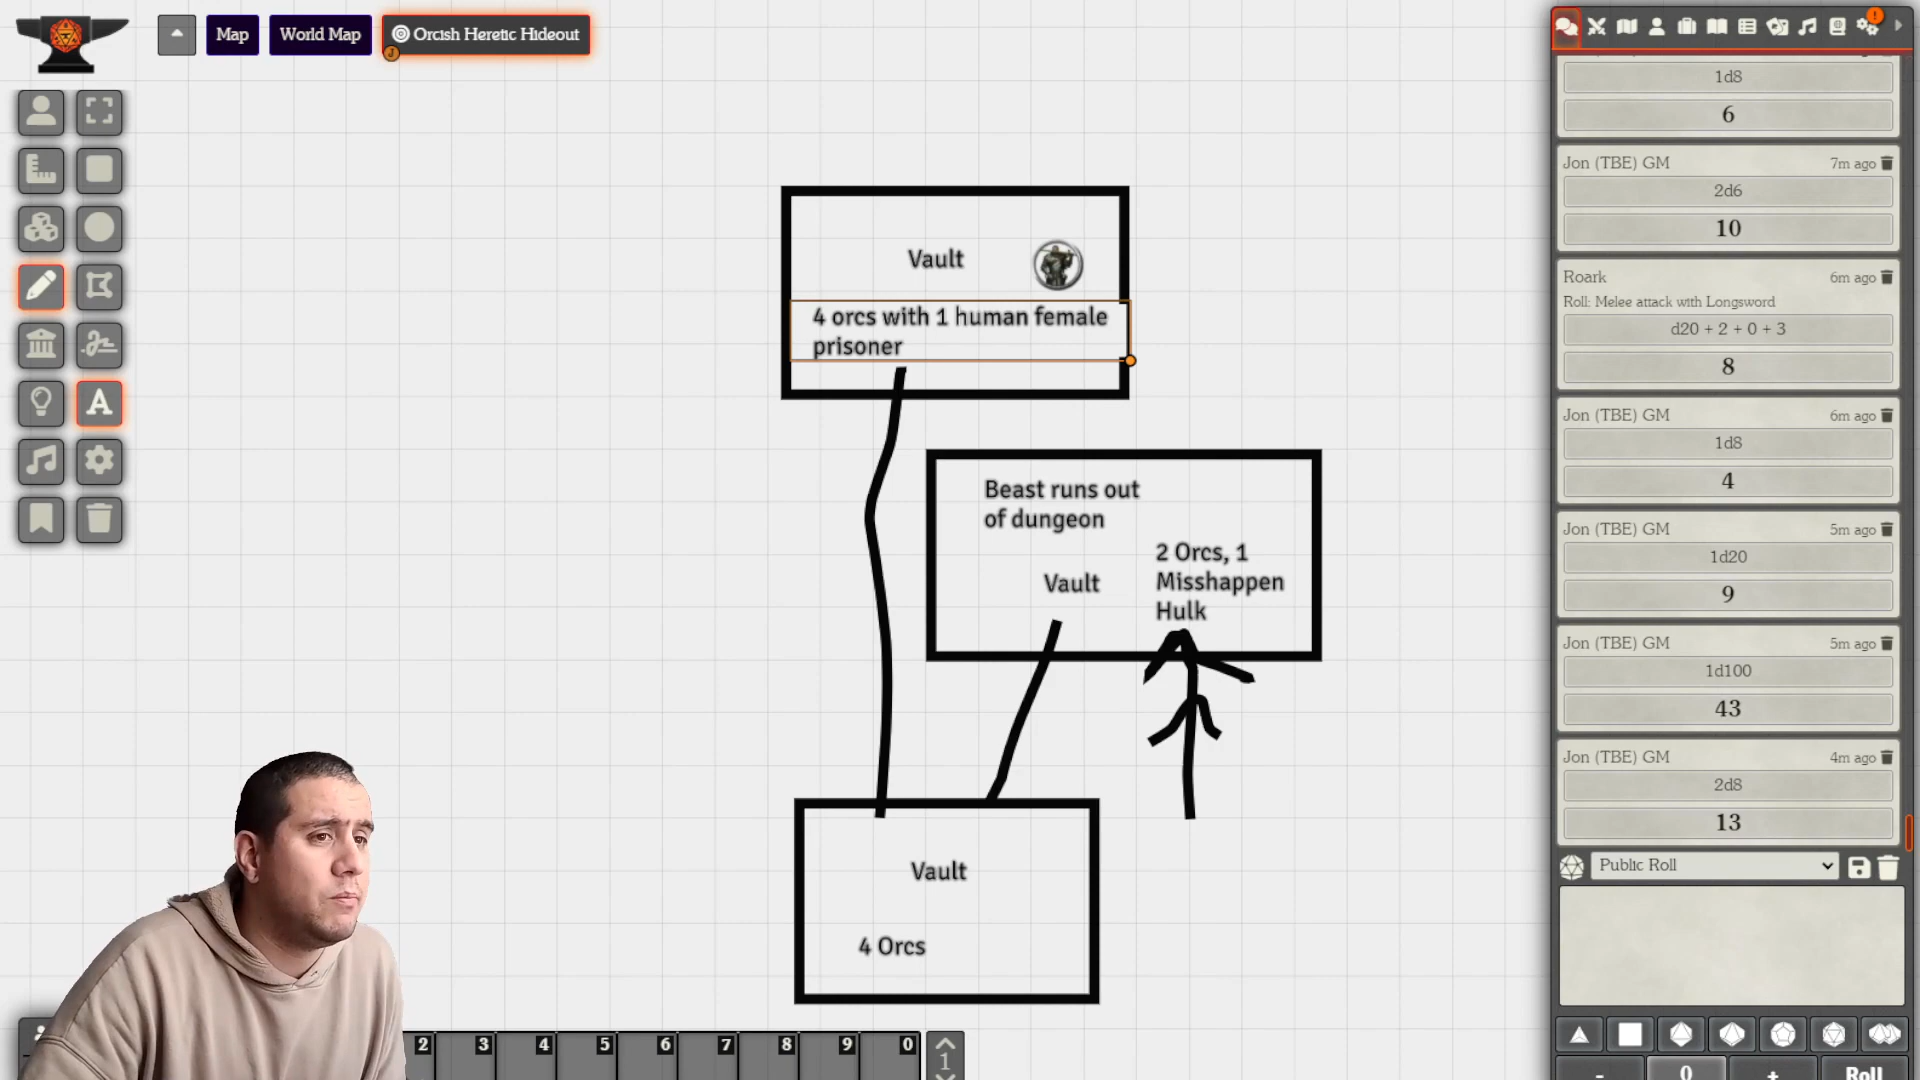 Map
World Map
Orcish Heretic Hideout
J
Vault
4 orcs with 1 human female
prisoner
Beast runs out
of dungeon
2 Orcs, 1
Misshappen
Hulk
Vault
Vault
4 Orcs
2
3
4
5
6
7
8
9
0
1
1d8
6
Jon (TBE) GM
7m ago
2d6
10
Roark
6m ago
Roll: Melee attack with Longsword
d20 + 2 + 0 + 3
8
Jon (TBE) GM
6m ago
1d8
4
Jon (TBE) GM
5m ago
1d20
9
Jon (TBE) GM
5m ago
1d100
43
Jon (TBE) GM
4m ago
2d8
13
Public Roll
-
0
+
Roll